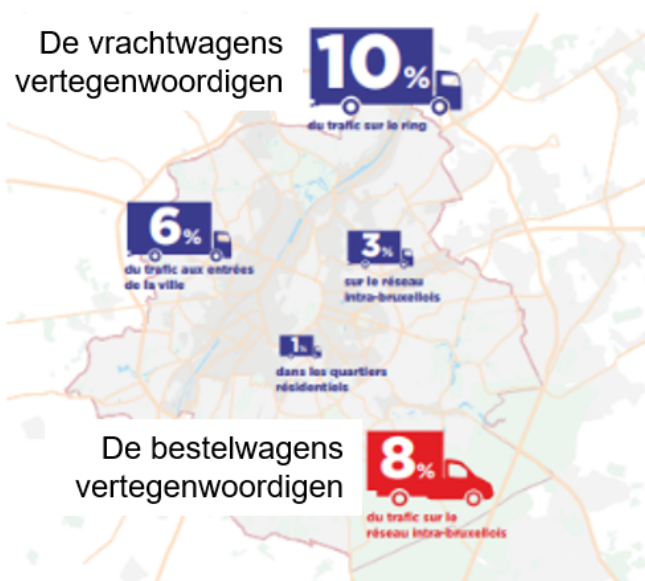 De vrachtwagens
vertegenwoordigen
10%
du trafic sur le ring
6%
du trafic aux entrées
de la ville
3%
sur le réseau
intra-bruxellois
1%
dans les quartiers
résidentiels
De bestelwagens
vertegenwoordigen
8%
du trafic sur le
réseau intra-bruxellois